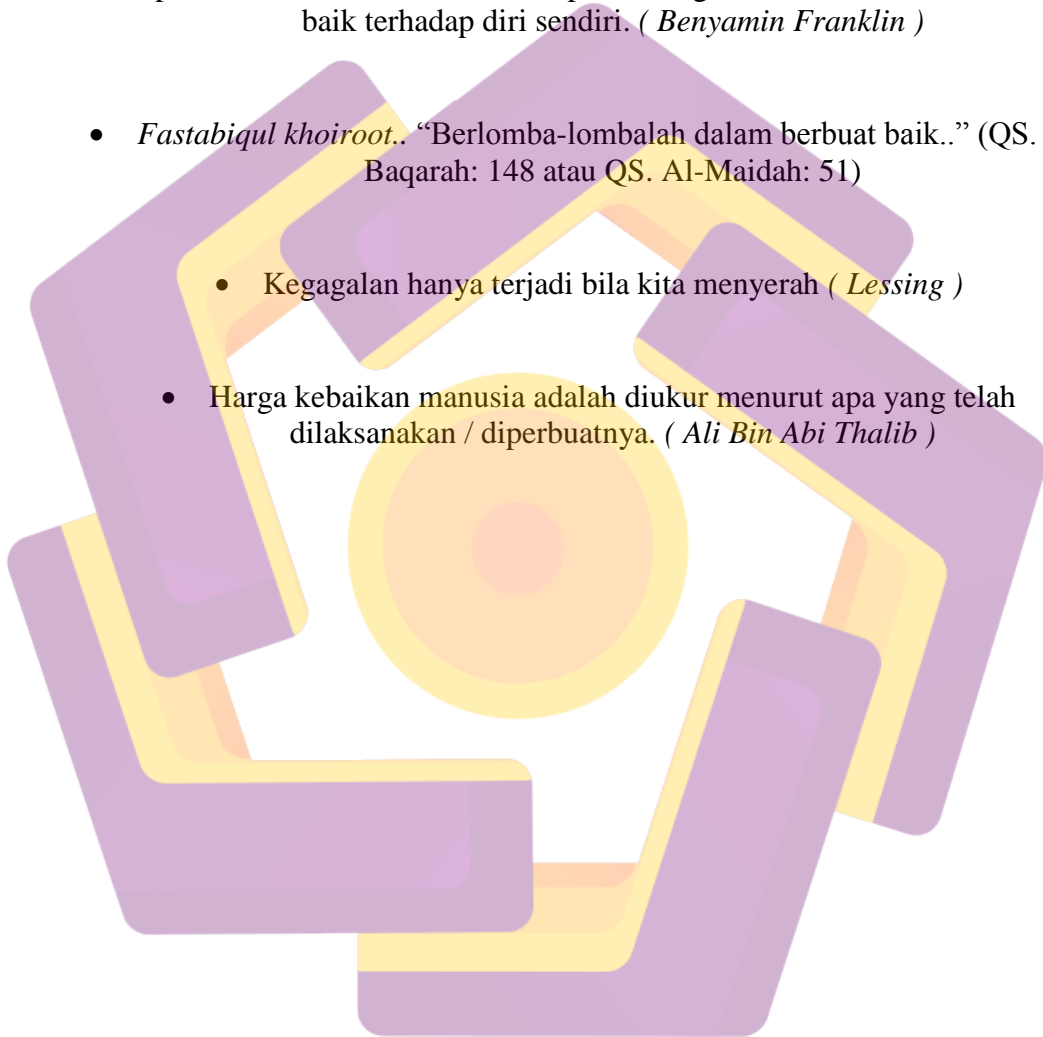 baik terhadap diri sendiri. ( Benyamin Franklin )
• Fastabiqul khoiroot.. “Berlomba-lombalah dalam berbuat baik..” (QS.
Baqarah: 148 atau QS. Al-Maidah: 51)
• Kegagalan hanya terjadi bila kita menyerah ( Lessing )
• Harga kebaikan manusia adalah diukur menurut apa yang telah
dilaksanakan / diperbuatnya. ( Ali Bin Abi Thalib )